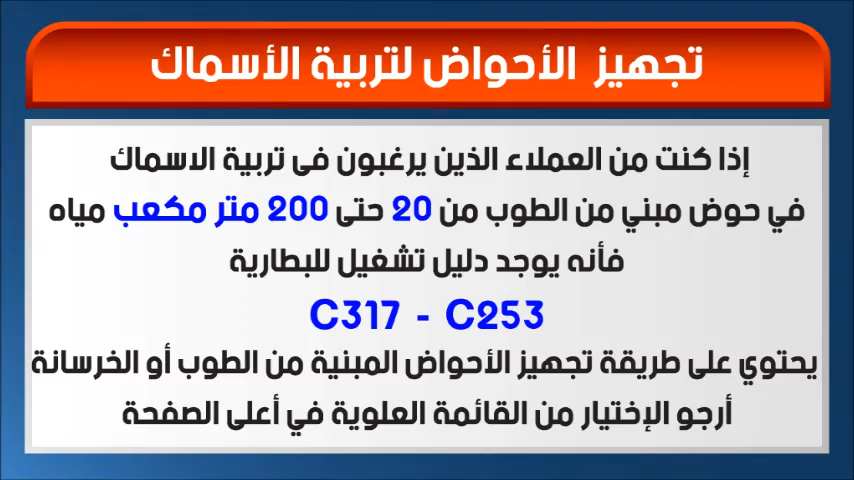 تجهيز الأحواض لتربية الأسماك
إذا كنت من العملاء الذين يرغبون فى تربية الاسماك
في حوض مبني من الطوب من 20 حتى 200 متر مكعب مياه
فأنه يوجد دليل تشغيل للبطارية
C317 - C253
يحتوي على طريقة تجهيز الأحواض المبنية من الطوب أو الخرسانة
أرجو الإختيار من القائمة العلوية في أعلى الصفحة